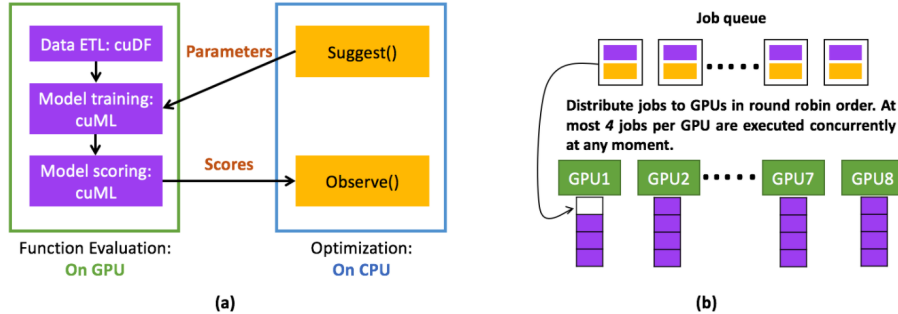 Data ETL: cuDF
Parameters
Suggest()
Model training:
cuML
Scores
Model scoring:
cuML
Observe()
Function Evaluation:
On GPU
Optimization:
On CPU
(a)
Job queue
Distribute jobs to GPUs in round robin order. At
most 4 jobs per GPU are executed concurrently
at any moment.
GPU1
GPU2
GPU7
GPU8
(b)